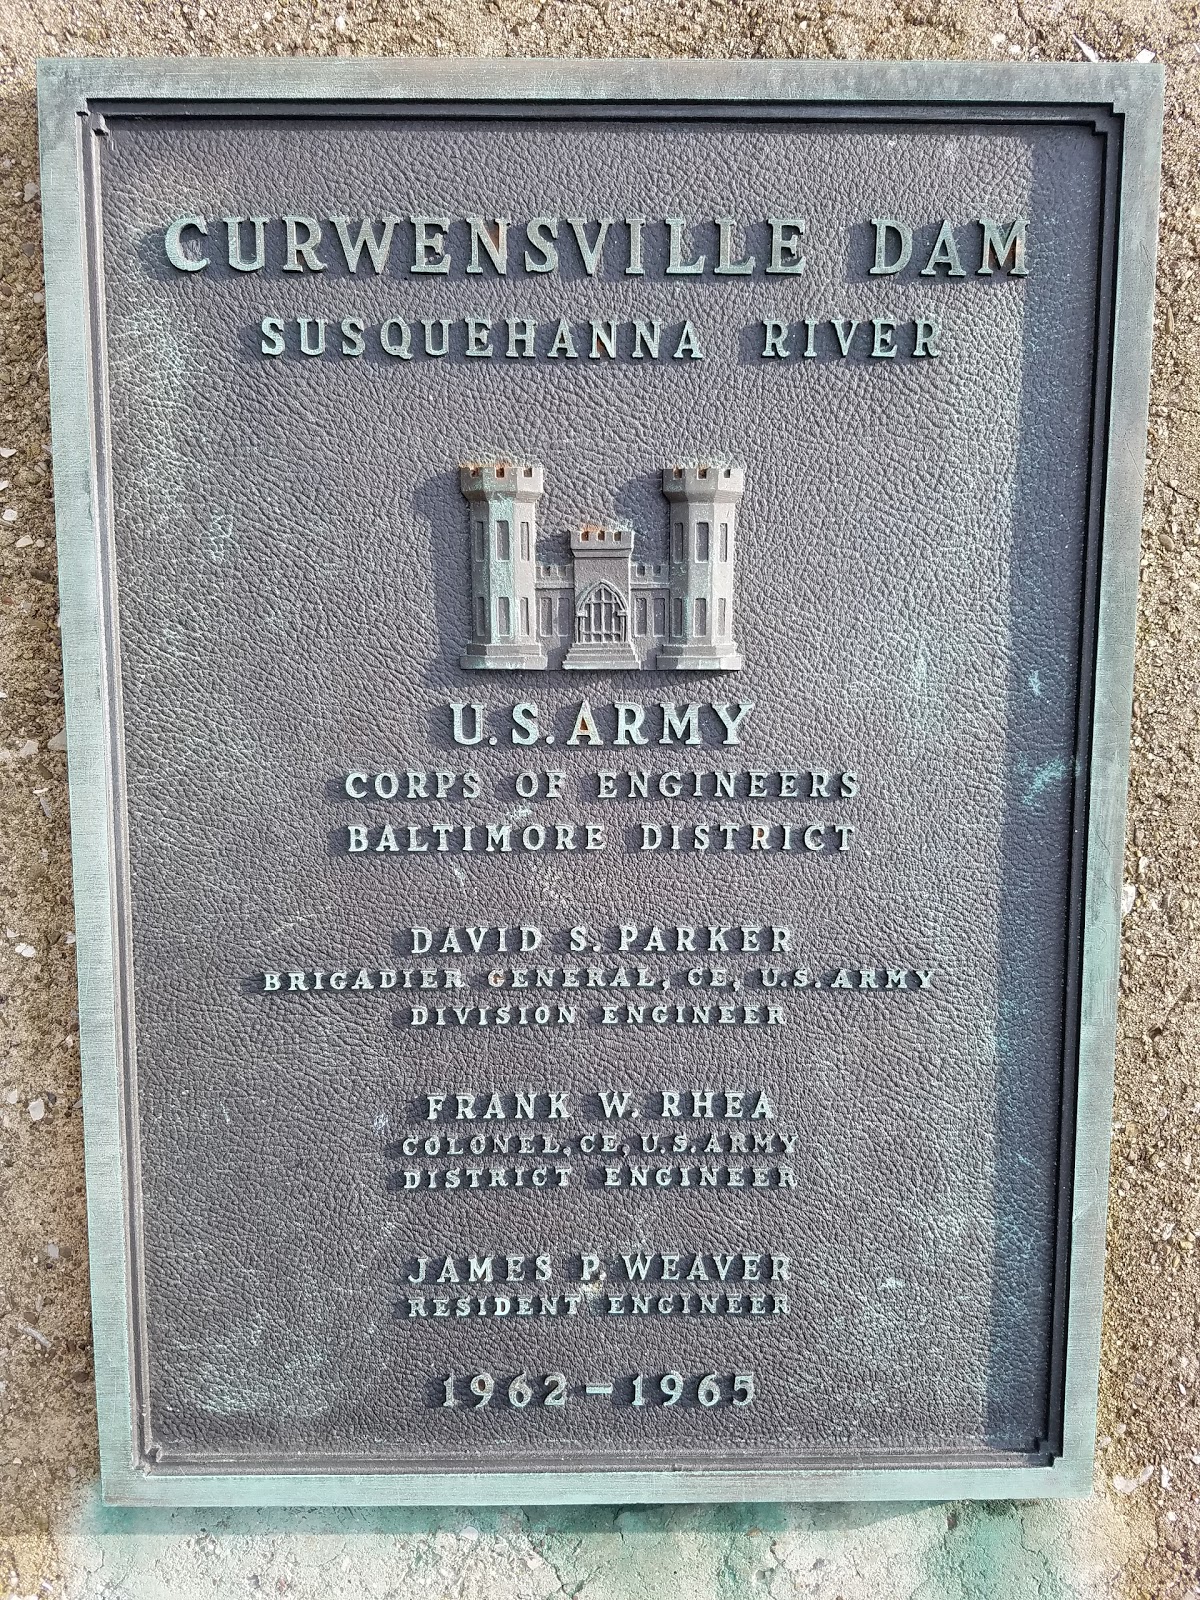 CURWENSVILLE DAM
SUSQUEHANNA RIVER
U.S. ARMY
CORPS OF ENGINEERS
BALTIMORE DISTRICT
DAVID S. PARKER
BRIGADIER GENERAL, CE, U.S. ARMY
DIVISION ENGINEER
FRANK W. RHEA
COLONEL, CE, U.S. ARMY
DISTRICT ENGINEER
JAMES P. WEAVER
RESIDENT ENGINEER
1962-1965